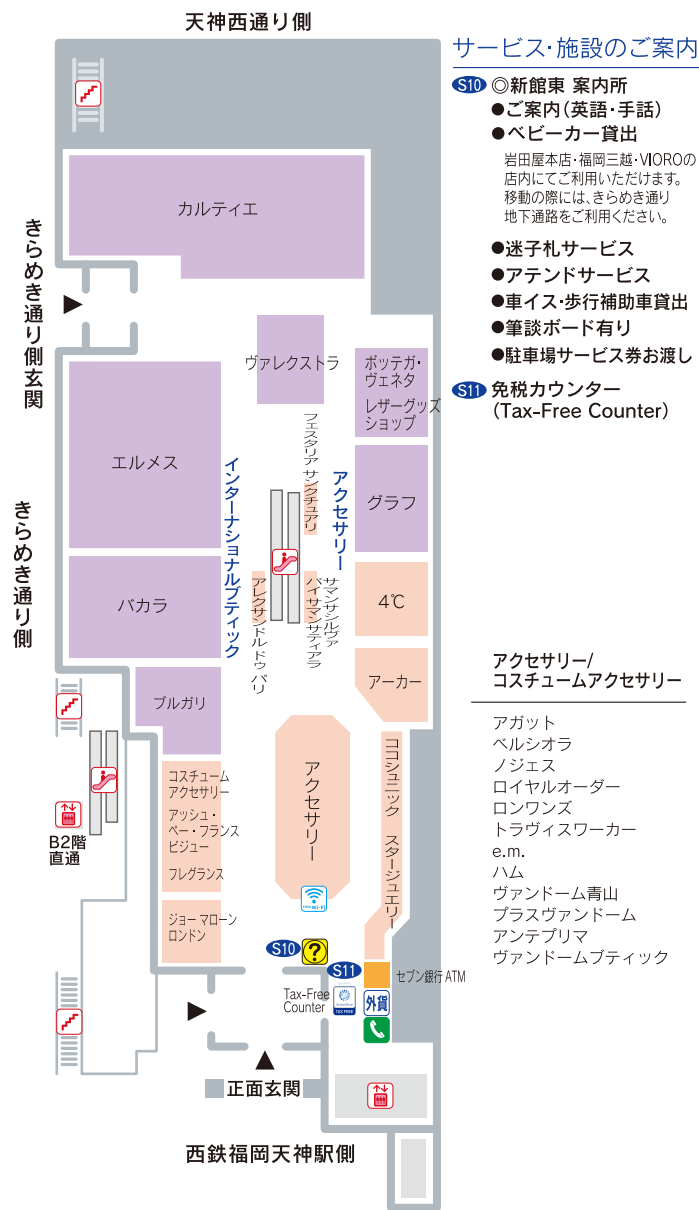 天神西通り側
サービス・施設のご案内
S10 ◎新館東 案内所
●ご案内(英語・手話)
●ベビーカー貸出
岩田屋本店・福岡三越・VIOROの
店内にてご利用いただけます。
移動の際には、きらめき通り
地下通路をご利用ください。
●迷子札サービス
●アテンドサービス
●車イス・歩行補助車貸出
●筆談ボード有り
●駐車場サービス券お渡し
S11 免税カウンター
(Tax-Free Counter)
カルティエ
きらめき通り側玄関
ヴァレクストラ
ボッテガ・
ヴェネタ
レザーグッズ
ショップ
エルメス
インターナショナルブティック
フェスタリア サンクチュアリ
アクセサリー
グラフ
きらめき通り側
バカラ
アレクサンドル ドゥ パリ
サマンサシルヴァ
バイ サマンサティアラ
4℃
ブルガリ
アーカー
アクセサリー/
コスチュームアクセサリー
アガット
ベルシオラ
ノジェス
ロイヤルオーダー
ロンワンズ
トラヴィスワーカー
e.m.
ハム
ヴァンドーム青山
プラスヴァンドーム
アンテプリマ
ヴァンドームブティック
B2階
直通
コスチューム
アクセサリー
アッシュ・
ペー・フランス
ビジュー
フレグランス
アクセサリー
ココシュニック
スタージュエリー
ジョー マローン
ロンドン
FREE Wi-Fi
S10
?
S11
セブン銀行 ATM
Tax-Free
Counter
TAX FREE
外貨
正面玄関
西鉄福岡天神駅側